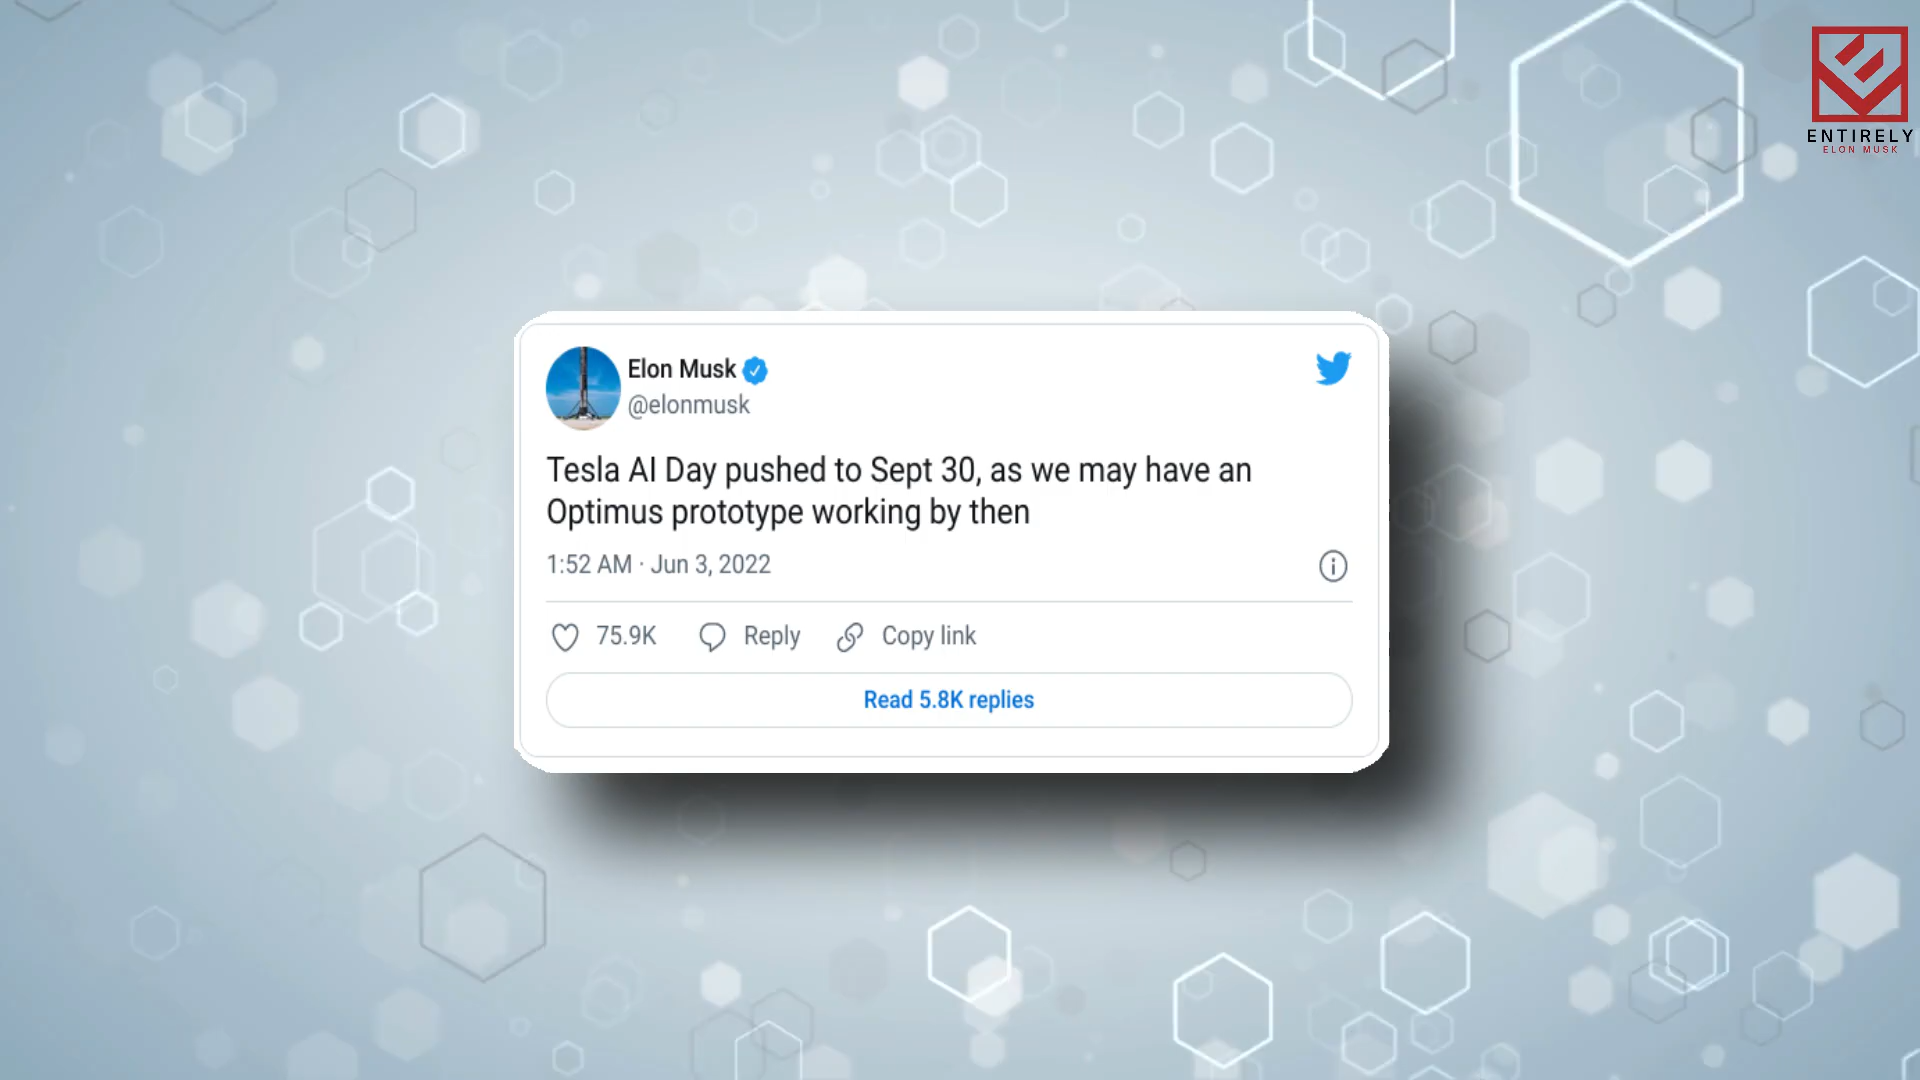 ENTIRELY
ELON MUSK
Elon Musk
@elonmusk
Tesla AI Day pushed to Sept 30, as we may have an
Optimus prototype working by then
1:52 AM · Jun 3, 2022
75.9K Reply Copy link
Read 5.8K replies